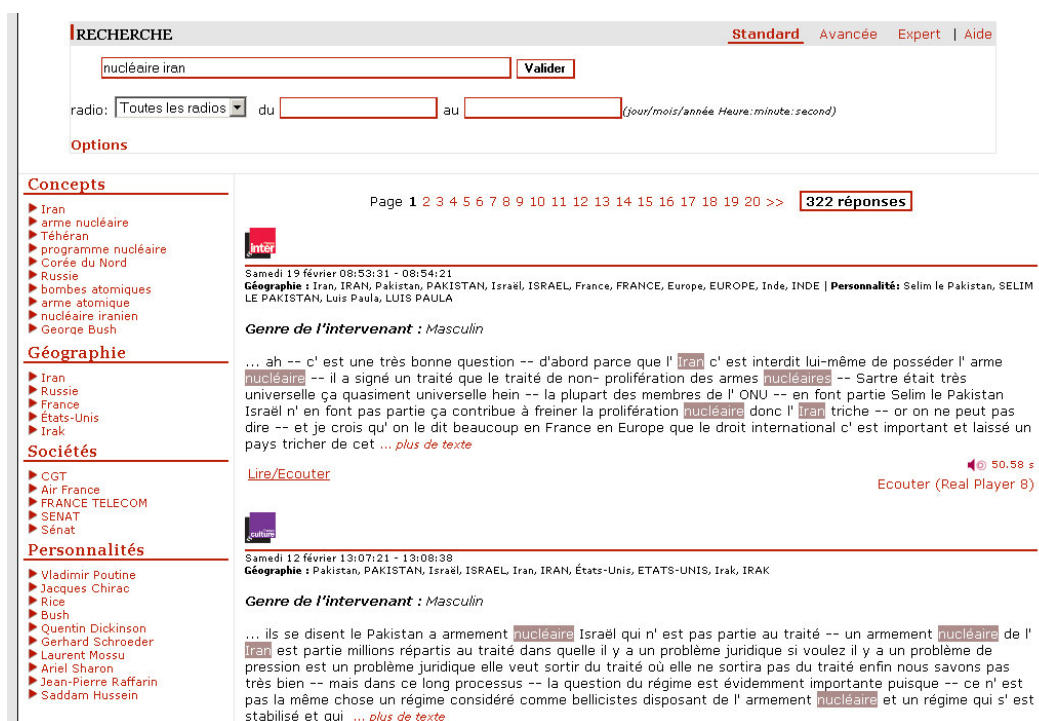 RECHERCHE Standard Avancée Expert | Aide
nucléaire iran Valider
radio: Toutes les radios du au (jour/mois/année Heure:minute:second)
Options
Concepts
Iran
arme nucléaire
Téhéran
programme nucléaire
Corée du Nord
Russie
bombes atomiques
arme atomique
nucléaire iranien
George Bush
Géographie
Iran
Russie
France
États-Unis
Irak
Sociétés
CGT
Air France
FRANCE TELECOM
SENAT
Sénat
Personnalités
Vladimir Poutine
Jacques Chirac
Rice
Bush
Quentin Dickinson
Gerhard Schroeder
Laurent Mossu
Ariel Sharon
Jean-Pierre Raffarin
Saddam Hussein
Page 1 2 3 4 5 6 7 8 9 10 11 12 13 14 15 16 17 18 19 20 >> 322 réponses
inter
Samedi 19 février 08:53:31 - 08:54:21
Géographie : Iran, IRAN, Pakistan, PAKISTAN, Israël, ISRAEL, France, FRANCE, Europe, EUROPE, Inde, INDE | Personnalité: Selim le Pakistan, SELIM
LE PAKISTAN, Luis Paula, LUIS PAULA
Genre de l'intervenant : Masculin
... ah -- c' est une très bonne question -- d'abord parce que l' Iran c' est interdit lui-même de posséder l' arme
nucléaire -- il a signé un traité que le traité de non- prolifération des armes nucléaires -- Sartre était très
universelle ça quasiment universelle hein -- la plupart des membres de l' ONU -- en font partie Selim le Pakistan
Israël n' en font pas partie ça contribue à freiner la prolifération nucléaire donc l' Iran triche -- or on ne peut pas
dire -- et je crois qu' on le dit beaucoup en France en Europe que le droit international c' est important et laissé un
pays tricher de cet ... plus de texte
Lire/Ecouter 50.58 s
Ecouter (Real Player 8)
culture
Samedi 12 février 13:07:21 - 13:08:38
Géographie : Pakistan, PAKISTAN, Israël, ISRAEL, Iran, IRAN, États-Unis, ETATS-UNIS, Irak, IRAK
Genre de l'intervenant : Masculin
... ils se disent le Pakistan a armement nucléaire Israël qui n' est pas partie au traité -- un armement nucléaire de l'
Iran est partie millions répartis au traité dans quelle il y a un problème juridique si voulez il y a un problème de
pression est un problème juridique elle veut sortir du traité où elle ne sortira pas du traité enfin nous savons pas
très bien -- mais dans ce long processus -- la question du régime est évidemment importante puisque -- ce n' est
pas la même chose un régime considéré comme bellicistes disposant de l' armement nucléaire et un régime qui s' est
stabilisé et qui ... plus de texte